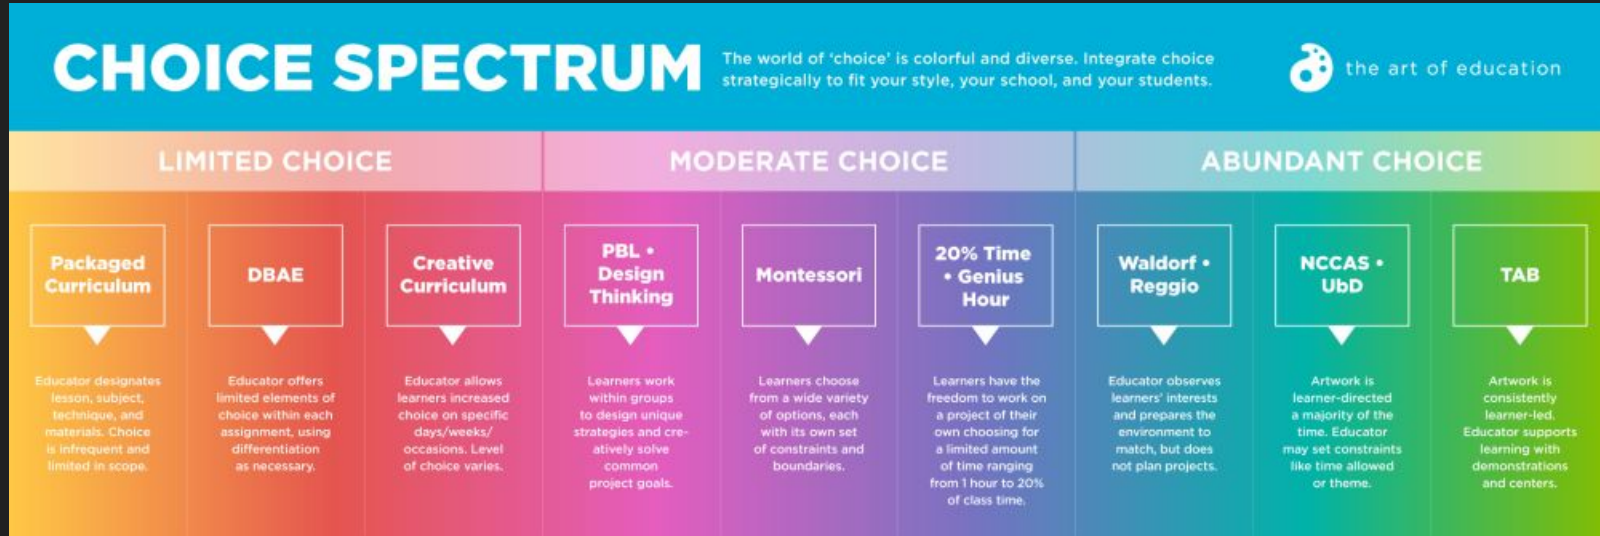 CHOICE SPECTRUM
The world of ‘choice’ is colorful and diverse. Integrate choice
strategically to fit your style, your school, and your students.
the art of education
LIMITED CHOICE
MODERATE CHOICE
ABUNDANT CHOICE
Packaged
Curriculum
Educator designates
lesson, subject,
technique, and
materials. Choice
is infrequent and
limited in scope.
DBAE
Educator offers
limited elements of
choice within each
assignment, using
differentiation
as necessary.
Creative
Curriculum
Educator allows
learners increased
choice on specific
days/weeks/
occasions. Level
of choice varies.
PBL •
Design
Thinking
Learners work
within groups
to design unique
strategies and cre-
atively solve
common
project goals.
Montessori
Learners choose
from a wide variety
of options, each
with its own set
of constraints and
boundaries.
20% Time
• Genius
Hour
Learners have the
freedom to work on
a project of their
own choosing for
a limited amount
of time ranging
from 1 hour to 20%
of class time.
Waldorf •
Reggio
Educator observes
learners’ interests
and prepares the
environment to
match, but does
not plan projects.
NCCAS •
UbD
Artwork is
learner-directed
a majority of the
time. Educator
may set constraints
like time allowed
or theme.
TAB
Artwork is
consistently
learner-led.
Educator supports
learning with
demonstrations
and centers.